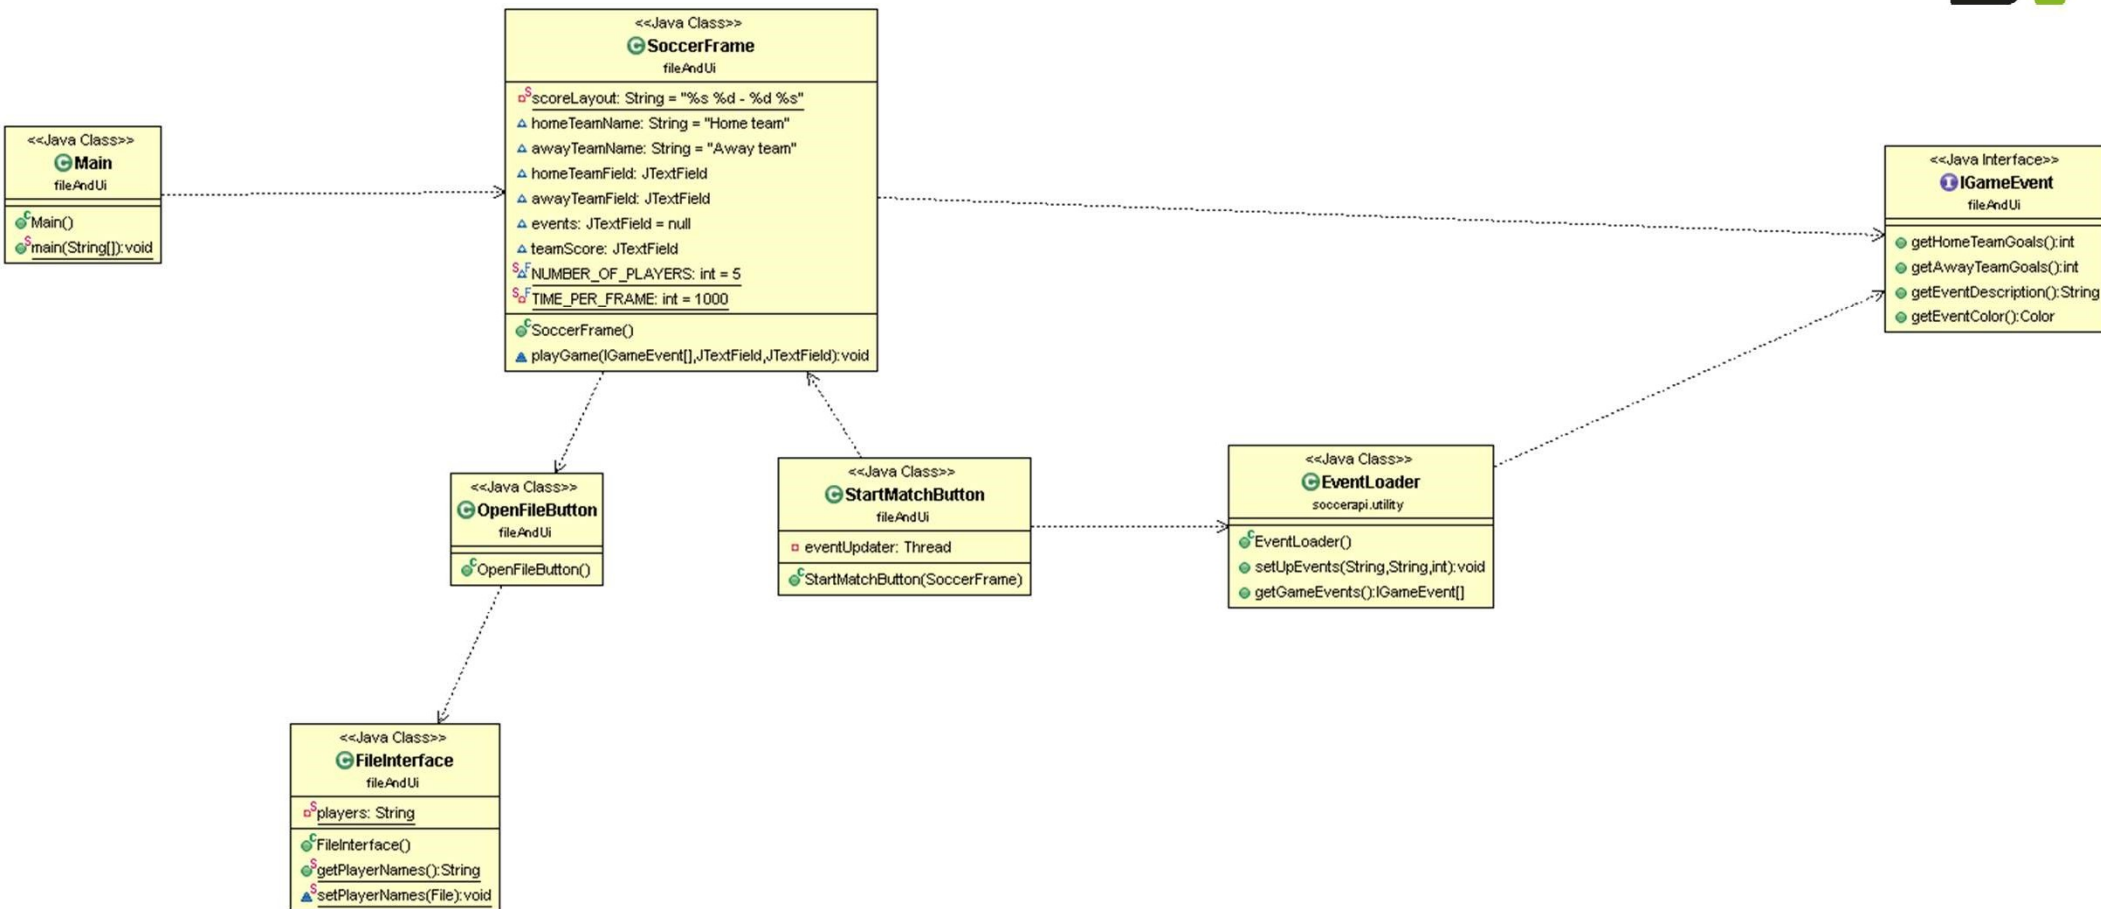 <<Java Class>>
SoccerFrame
fileAndUi
scoreLayout: String = "%s %d - %d %s"
homeTeamName: String = "Home team"
awayTeamName: String = "Away team"
homeTeamField: JTextField
awayTeamField: JTextField
events: JTextField = null
teamScore: JTextField
NUMBER_OF_PLAYERS: int = 5
TIME_PER_FRAME: int = 1000
SoccerFrame()
playGame(IGameEvent[],JTextField,JTextField):void
<<Java Class>>
Main
fileAndUi
Main()
main(String[]):void
<<Java Interface>>
IGameEvent
fileAndUi
getHomeTeamGoals():int
getAwayTeamGoals():int
getEventDescription():String
getEventColor():Color
<<Java Class>>
OpenFileButton
fileAndUi
OpenFileButton()
<<Java Class>>
StartMatchButton
fileAndUi
eventUpdater: Thread
StartMatchButton(SoccerFrame)
<<Java Class>>
EventLoader
soccerapi.utility
EventLoader()
setUpEvents(String,String,int):void
getGameEvents():IGameEvent[]
<<Java Class>>
FileInterface
fileAndUi
players: String
FileInterface()
getPlayerNames():String
setPlayerNames(File):void